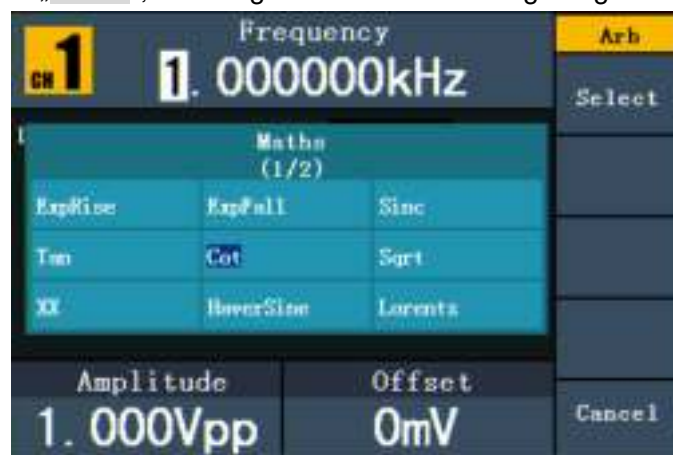 Frequency
Arb
CH 1
1.000000kHz
Select
Maths
(1/2)
ExpRise ExpFall Sinc
Tan Cot Sqrt
XX HaverSine Lorentz
Amplitude Offset
1.000Vpp 0mV
Cancel